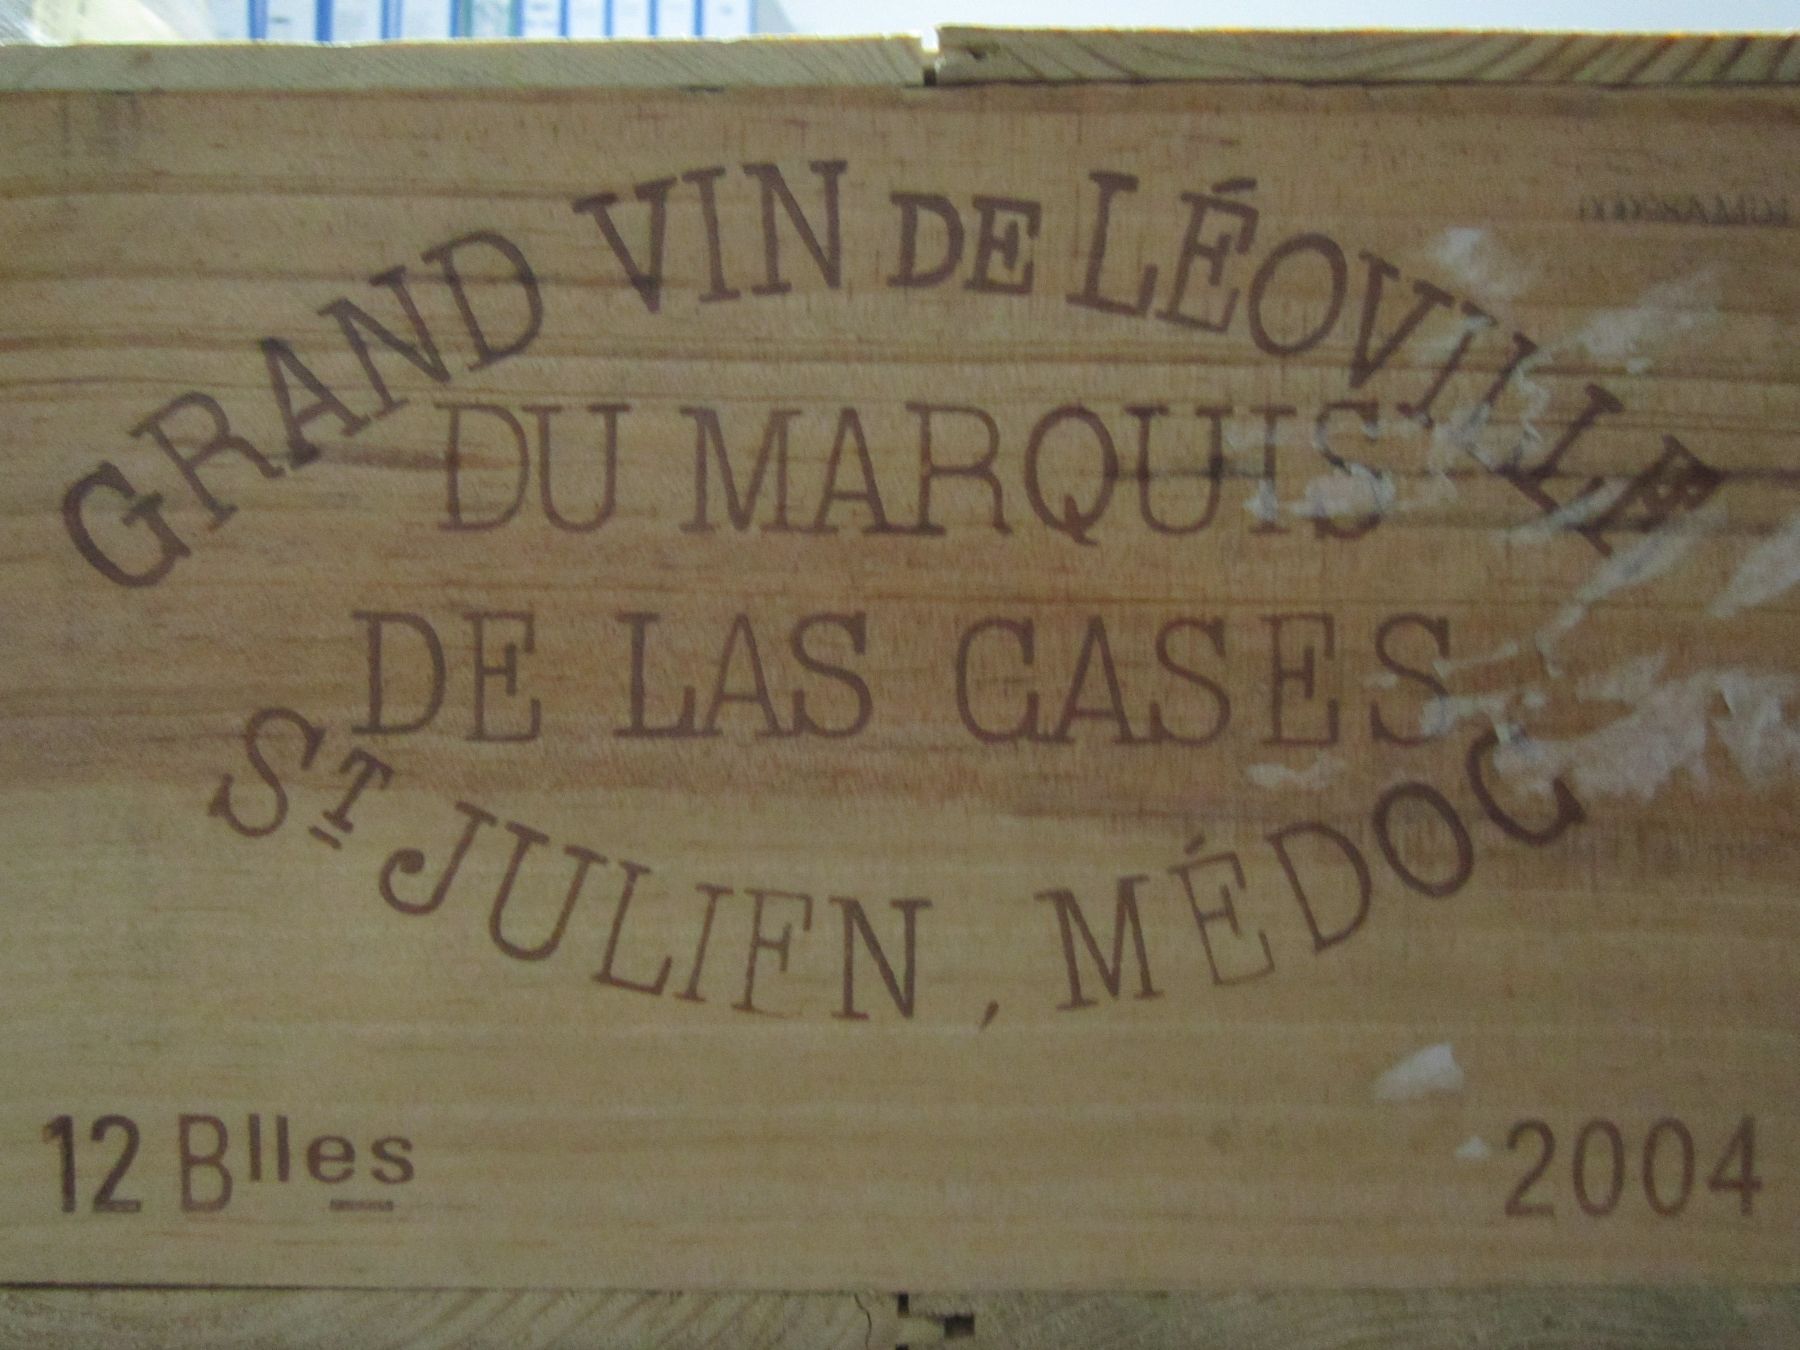 GRAND VIN DE LÉOVILLE
DU MARQUIS
DE LAS CASES
St JULIEN, MÉDOC
12 Blles
2004